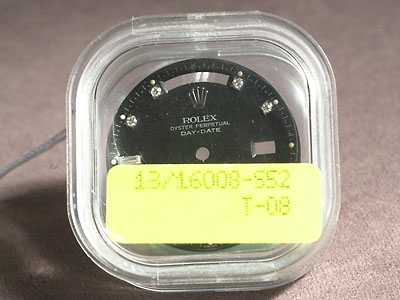 ROLEX
OYSTER PERPETUAL
DAY-DATE
13/16008-S52
T-08